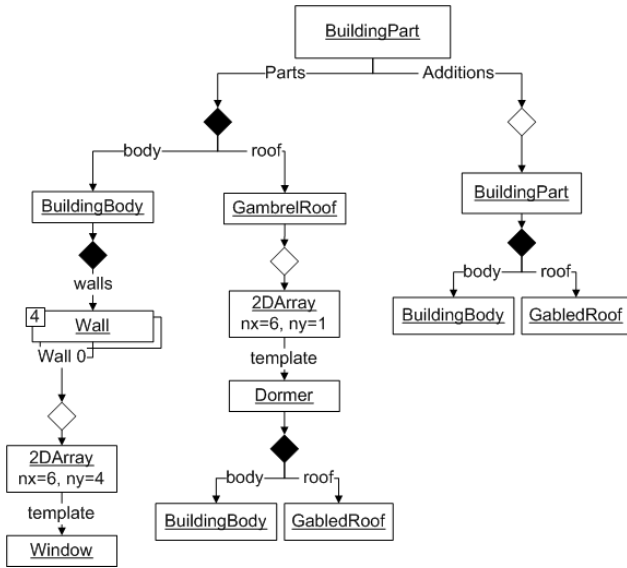 BuildingPart
Parts
Additions
body
roof
BuildingBody
GambrelRoof
BuildingPart
walls
4
Wall
Wall 0
2DArray
nx=6, ny=1
body
roof
BuildingBody
GabledRoof
template
Dormer
2DArray
nx=6, ny=4
body
roof
template
BuildingBody
GabledRoof
Window